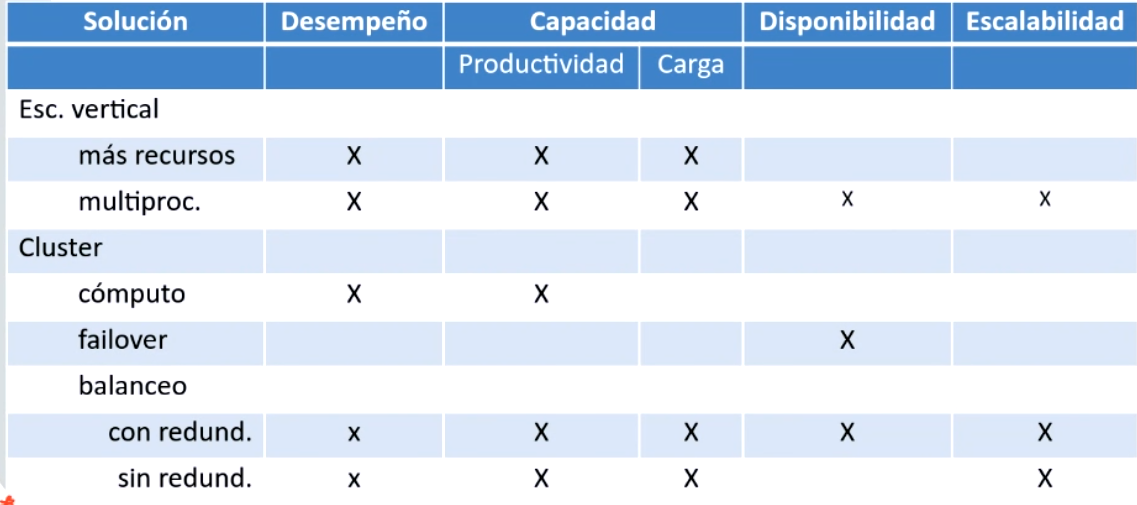 Solución Desempeño Capacidad Disponibilidad Escalabilidad
Productividad Carga
Esc. vertical
más recursos X X X
multiproc. X X X X X
Cluster
cómputo X X
failover X
balanceo
con redund. x X X X X
sin redund. x X X X